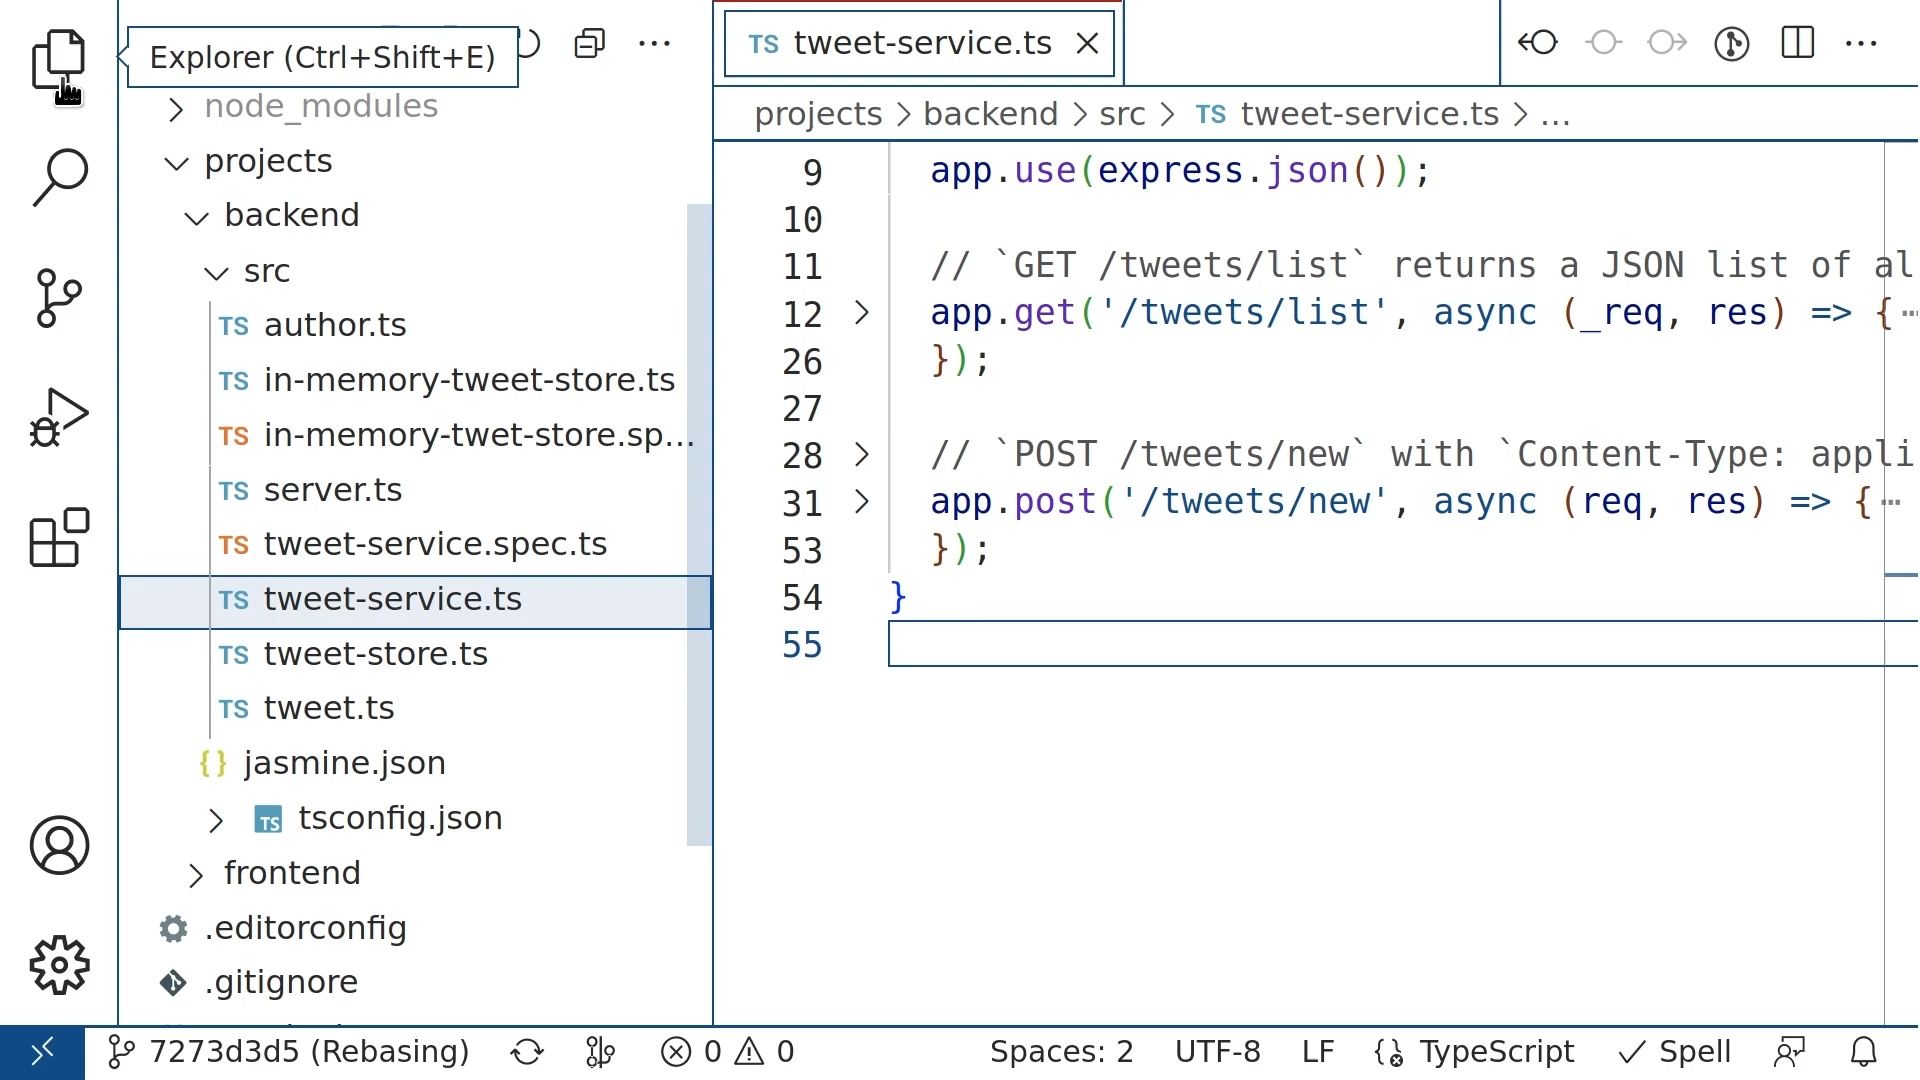 Explorer (Ctrl+Shift+E)
node_modules
projects
backend
src
TS author.ts
TS in-memory-tweet-store.ts
TS in-memory-twet-store.sp...
TS server.ts
TS tweet-service.spec.ts
TS tweet-service.ts
TS tweet-store.ts
TS tweet.ts
{} jasmine.json
TS tsconfig.json
frontend
.editorconfig
.gitignore
TS tweet-service.ts
projects > backend > src > TS tweet-service.ts > ...
9 app.use(express.json());
10
11 // `GET /tweets/list` returns a JSON list of al
12 app.get('/tweets/list', async (_req, res) => {⋯
26 });
27
28 // `POST /tweets/new` with `Content-Type: appli
31 app.post('/tweets/new', async (req, res) => {⋯
53 });
54 }
55
7273d3d5 (Rebasing) 0 0 Spaces: 2 UTF-8 LF TypeScript Spell